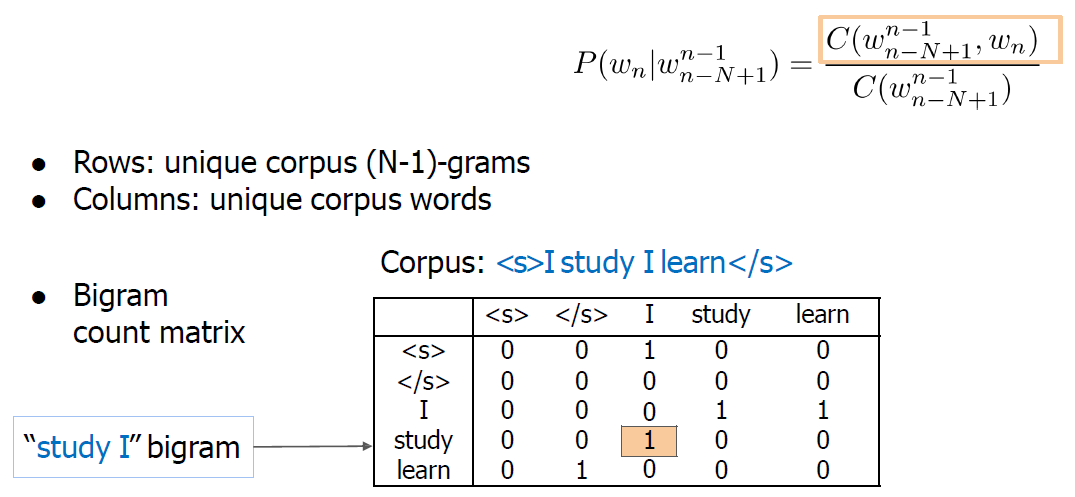 P(w_n|w_{n-N+1}^{n-1}) = \frac{C(w_{n-N+1}^{n-1}, w_n)}{C(w_{n-N+1}^{n-1})}
● Rows: unique corpus (N-1)-grams
● Columns: unique corpus words
Corpus: <s>I study I learn</s>
● Bigram
count matrix
<s> </s> I study learn
<s> 0 0 1 0 0
</s> 0 0 0 0 0
I 0 0 0 1 1
study 0 0 1 0 0
learn 0 1 0 0 0
“study I” bigram